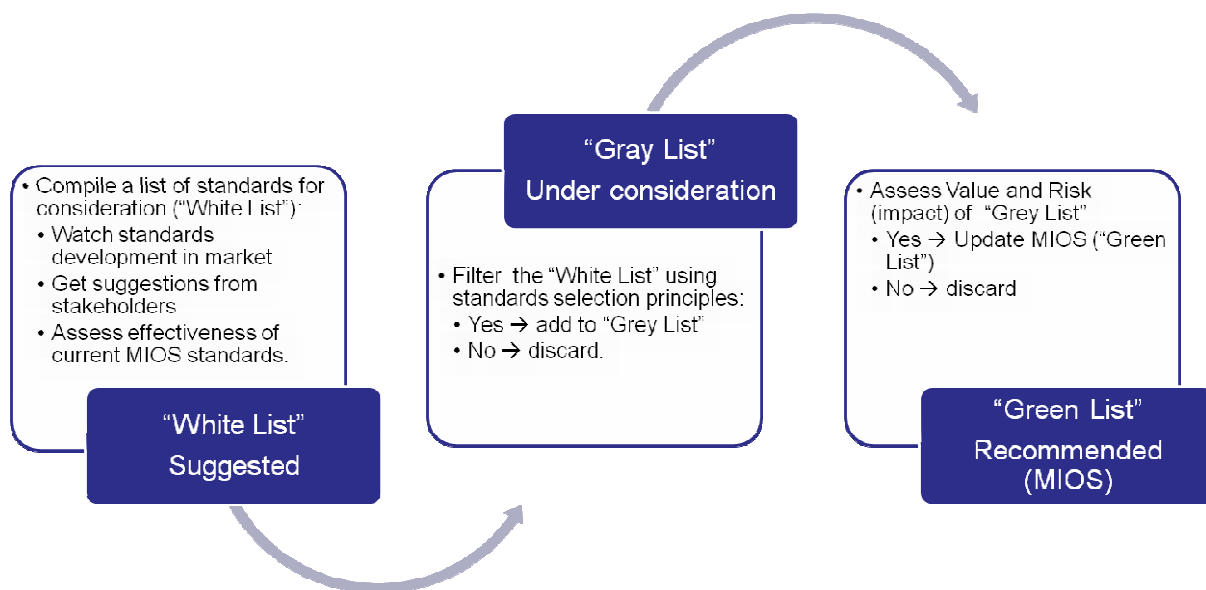 • Compile a list of standards for
consideration (“White List”):
• Watch standards
development in market
• Get suggestions from
stakeholders
• Assess effectiveness of
current MIOS standards.
“White List”
Suggested
“Gray List”
Under consideration
• Filter the “White List” using
standards selection principles:
• Yes → add to “Grey List”
• No → discard.
• Assess Value and Risk
(impact) of “Grey List”
• Yes → Update MIOS (“Green
List”)
• No → discard
“Green List”
Recommended
(MIOS)